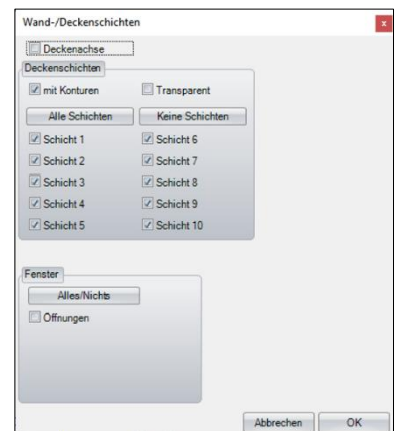 Wand-/Deckenschichten
x
Deckenachse
Deckenschichten
mit Konturen Transparent
Alle Schichten Keine Schichten
Schicht 1 Schicht 6
Schicht 2 Schicht 7
Schicht 3 Schicht 8
Schicht 4 Schicht 9
Schicht 5 Schicht 10
Fenster
Alles/Nichts
Öffnungen
Abbrechen OK